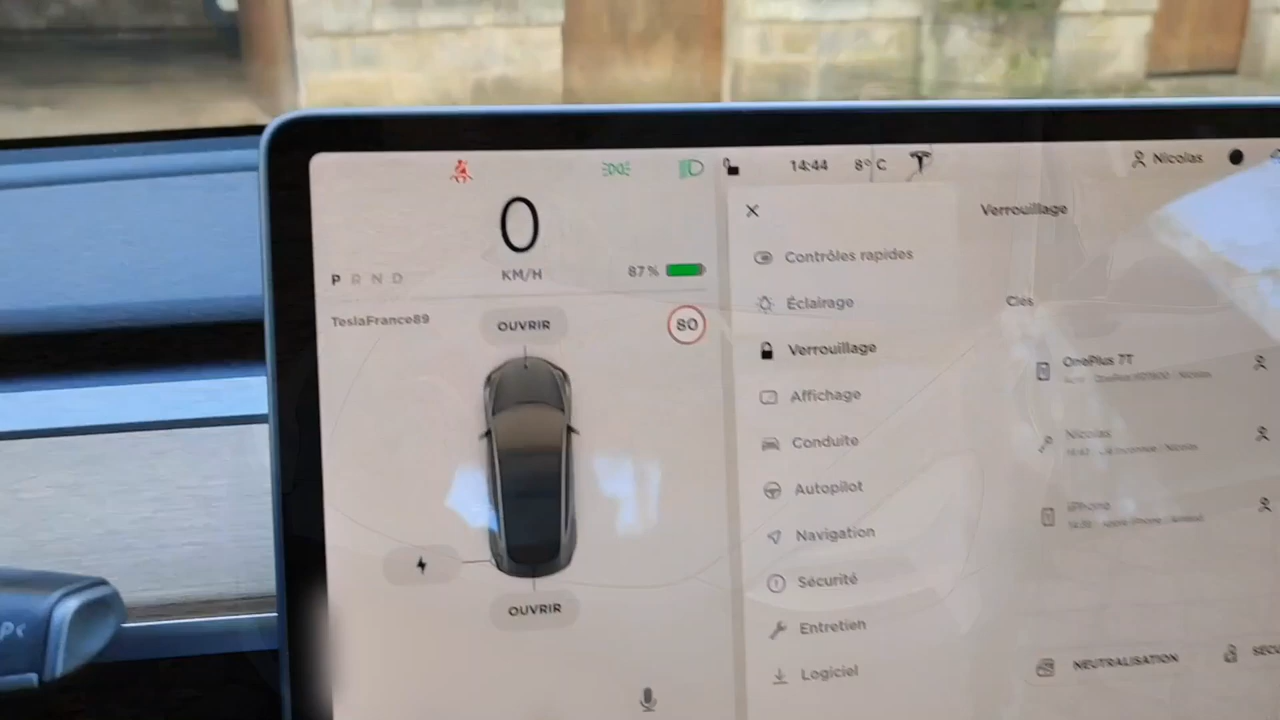 14:44
8° C
Nicolas
0
KM/H
P R N D
87 %
TeslaFrance89
OUVRIR
80
OUVRIR
Contrôles rapides
Éclairage
Verrouillage
Affichage
Conduite
Autopilot
Navigation
Sécurité
Entretien
Logiciel
Verrouillage
Clés
OnePlus 7T
Nicolas
iPhone
NEUTRALISATION